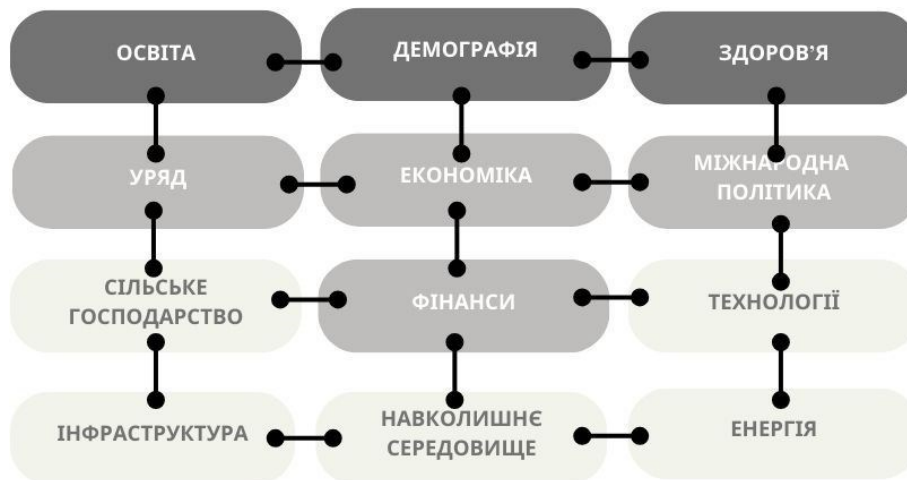 ОСВІТА
ДЕМОГРАФІЯ
ЗДОРОВ’Я
УРЯД
ЕКОНОМІКА
МІЖНАРОДНА
ПОЛІТИКА
СІЛЬСЬКЕ
ГОСПОДАРСТВО
ФІНАНСИ
ТЕХНОЛОГІЇ
ІНФРАСТРУКТУРА
НАВКОЛИШНЄ
СЕРЕДОВИЩЕ
ЕНЕРГІЯ